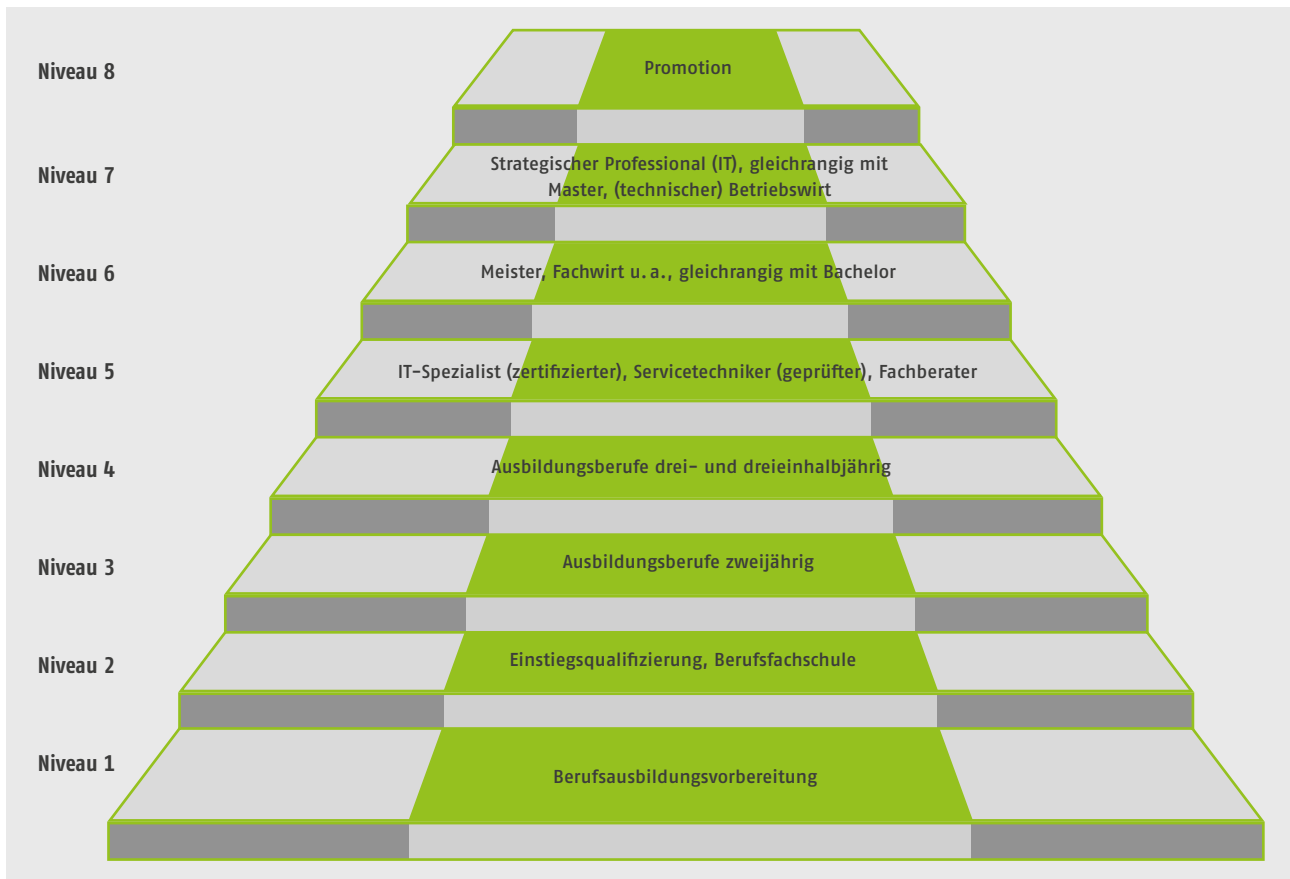 Niveau 8
Promotion
Niveau 7
Strategischer Professional (IT), gleichrangig mit
Master, (technischer) Betriebswirt
Niveau 6
Meister, Fachwirt u. a., gleichrangig mit Bachelor
Niveau 5
IT-Spezialist (zertifizierter), Servicetechniker (geprüfter), Fachberater
Niveau 4
Ausbildungsberufe drei- und dreieinhalbjährig
Niveau 3
Ausbildungsberufe zweijährig
Niveau 2
Einstiegsqualifizierung, Berufsfachschule
Niveau 1
Berufsausbildungsvorbereitung